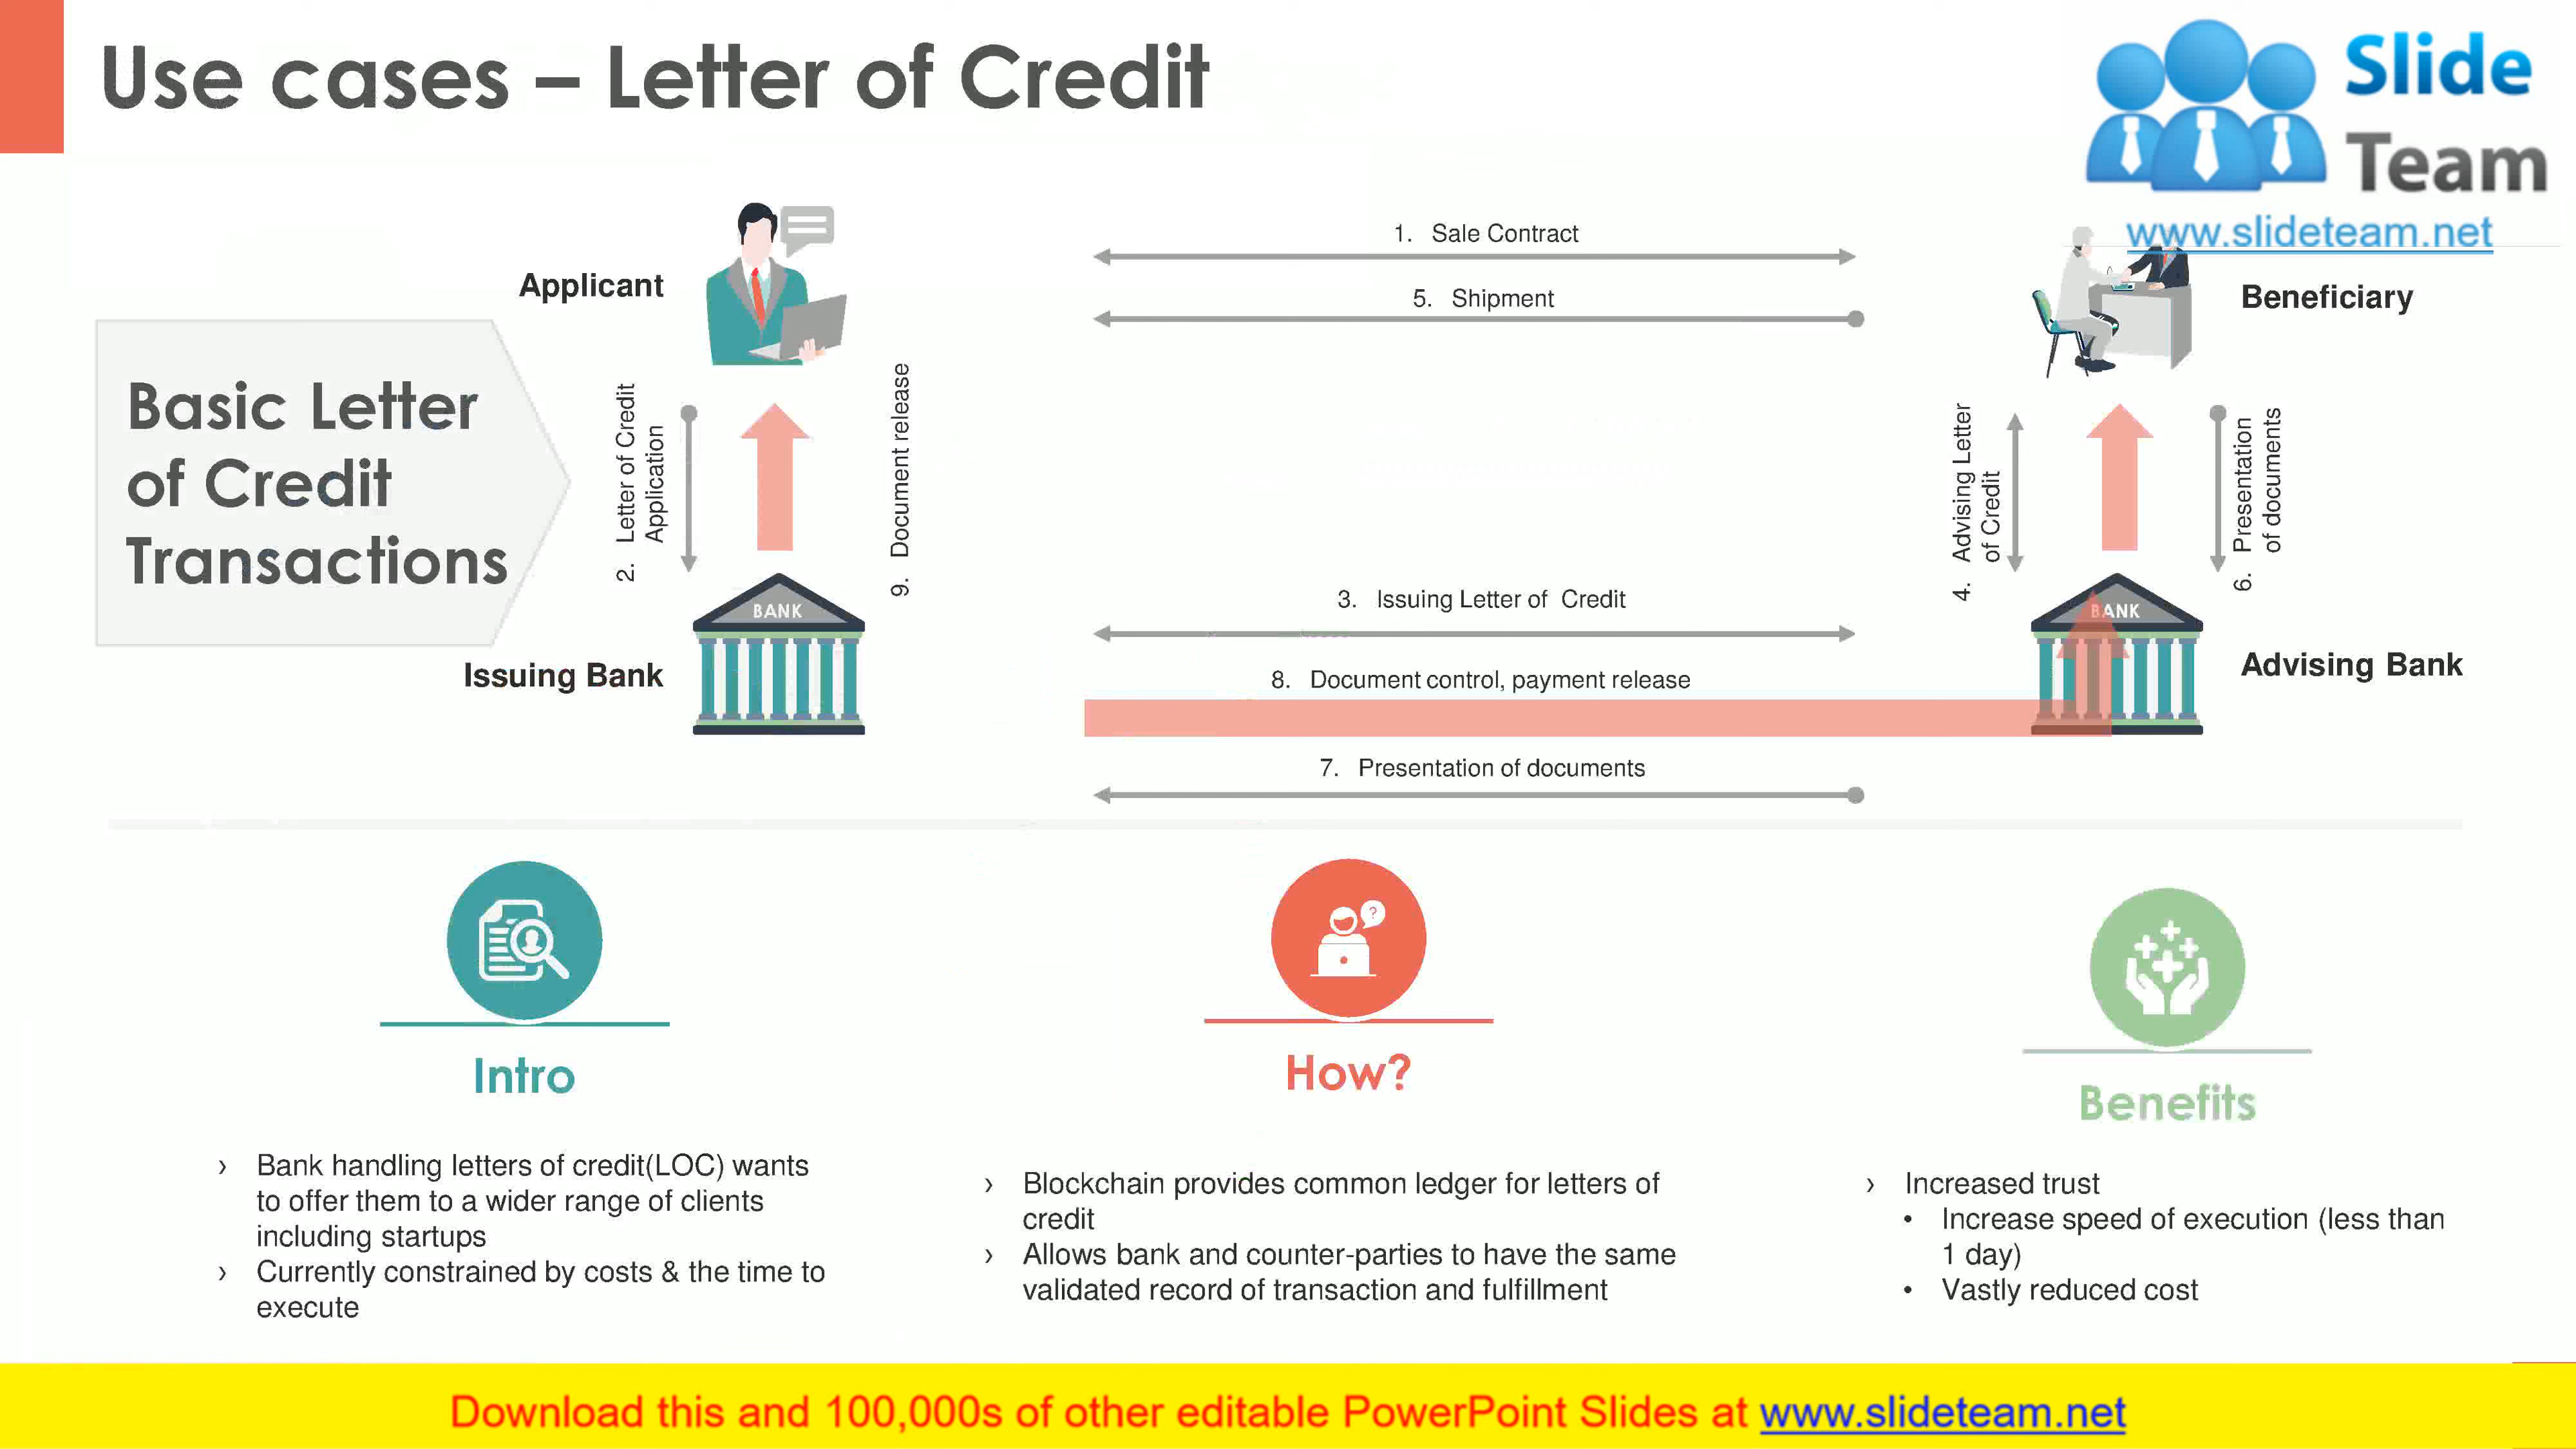 Use cases – Letter of Credit
Slide
Team
www.slideteam.net
1. Sale Contract
5. Shipment
Applicant
Beneficiary
Basic Letter
of Credit
Transactions
2. Letter of Credit
Application
9. Document release
4. Advising Letter
of Credit
6. Presentation
of documents
BANK
3. Issuing Letter of Credit
BANK
Issuing Bank
8. Document control, payment release
Advising Bank
7. Presentation of documents
?
Intro
› Bank handling letters of credit(LOC) wants
to offer them to a wider range of clients
including startups
› Currently constrained by costs & the time to
execute
How?
› Blockchain provides common ledger for letters of
credit
› Allows bank and counter-parties to have the same
validated record of transaction and fulfillment
Benefits
› Increased trust
• Increase speed of execution (less than
1 day)
• Vastly reduced cost
Download this and 100,000s of other editable PowerPoint Slides at www.slideteam.net